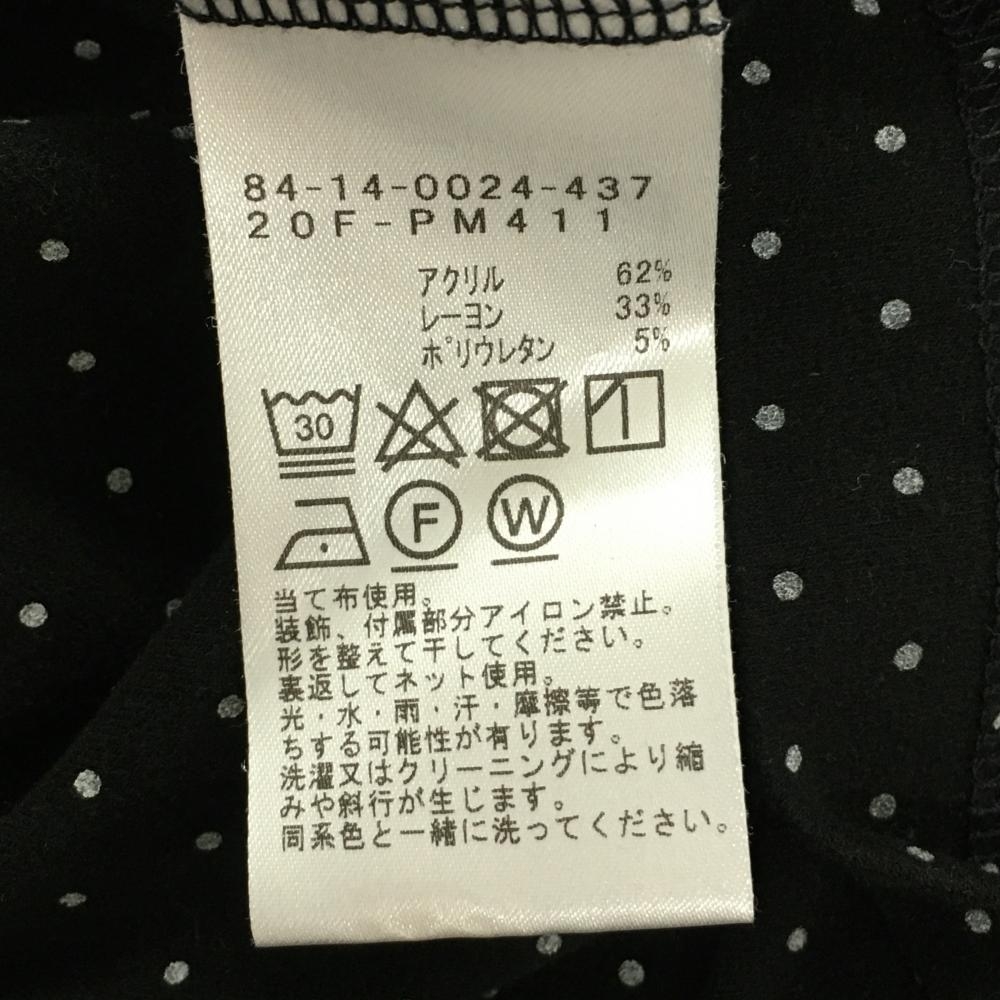 84-14-0024-437
20F-PM411
アクリル 62%
レーヨン 33%
ポリウレタン 5%
30
F W
当て布使用。
装飾、付属部分アイロン禁止。
形を整えて干してください。
裏返してネット使用。
光・水・雨・汗・摩擦等で色落
ちする可能性が有ります。
洗濯又はクリーニングにより縮
みや斜行が生じます。
同系色と一緒に洗ってください。